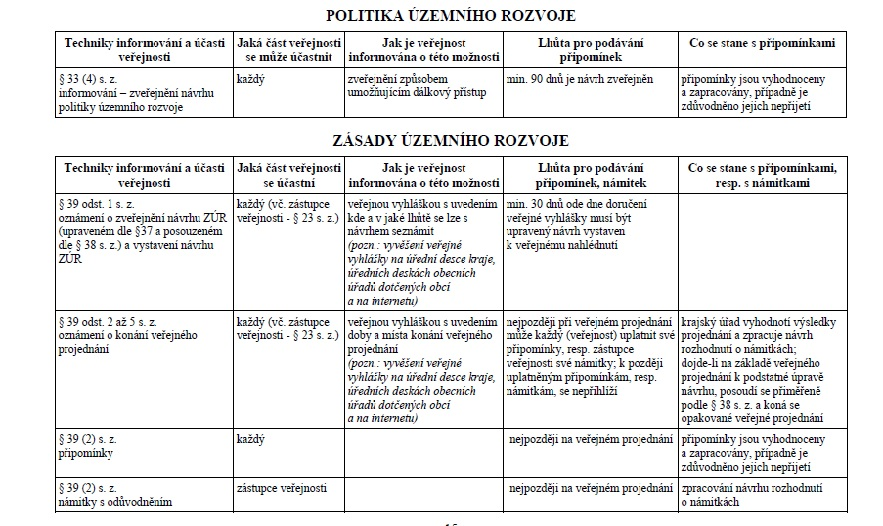 POLITIKA ÚZEMNÍHO ROZVOJE
Techniky informování a účasti
veřejnosti
Jaká část veřejnosti
se může účastnit
Jak je veřejnost
informována o této možnosti
Lhůta pro podávání
připomínek
Co se stane s připomínkami
§ 33 (4) s. z.
informování – zveřejnění návrhu
politiky územního rozvoje
každý
zveřejnění způsobem
umožňujícím dálkový přístup
min. 90 dnů je návrh zveřejněn
připomínky jsou vyhodnoceny
a zapracovány, případně je
zdůvodněno jejich nepřijetí
ZÁSADY ÚZEMNÍHO ROZVOJE
Techniky informování a účasti
veřejnosti
Jaká část veřejnosti
se účastní
Jak je veřejnost
informována o této možnosti
Lhůta pro podávání
připomínek, námitek
Co se stane s připomínkami,
resp. s námitkami
§ 39 odst. 1 s. z.
oznámení o zveřejnění návrhu ZÚR
(upraveném dle §37 a posouzeném
dle § 38 s. z.) a vystavení návrhu
ZÚR
každý (vč. zástupce
veřejnosti - § 23 s. z.)
veřejnou vyhláškou s uvedením
kde a v jaké lhůtě se lze s
návrhem seznámit
(pozn.: vyvěšení veřejné
vyhlášky na úřední desce kraje,
úředních deskách obecních
úřadů dotčených obcí
a na internetu)
min. 30 dnů ode dne doručení
veřejné vyhlášky musí být
upravený návrh vystaven
k veřejnému nahlédnutí
§ 39 odst. 2 až 5 s. z.
oznámení o konání veřejného
projednání
každý (vč. zástupce
veřejnosti - § 23 s. z.)
veřejnou vyhláškou s uvedením
doby a místa konání veřejného
projednání
(pozn.: vyvěšení veřejné
vyhlášky na úřední desce kraje,
úředních deskách obecních
úřadů dotčených obcí
a na internetu)
nejpozději při veřejném projednání
může každý (veřejnost) uplatnit své
připomínky, resp. zástupce
veřejnosti své námitky; k později
uplatněným připomínkám, resp.
námitkám, se nepřihlíží
krajský úřad vyhodnotí výsledky
projednání a zpracuje návrh
rozhodnutí o námitkách;
dojde-li na základě veřejného
projednání k podstatné úpravě
návrhu, posoudí se přiměřeně
podle § 38 s. z. a koná se
opakované veřejné projednání
§ 39 (2) s. z.
připomínky
každý
nejpozději na veřejném projednání
připomínky jsou vyhodnoceny
a zapracovány, případně je
zdůvodněno jejich nepřijetí
§ 39 (2) s. z.
námitky s odůvodněním
zástupce veřejnosti
nejpozději na veřejném projednání
zpracování návrhu rozhodnutí
o námitkách